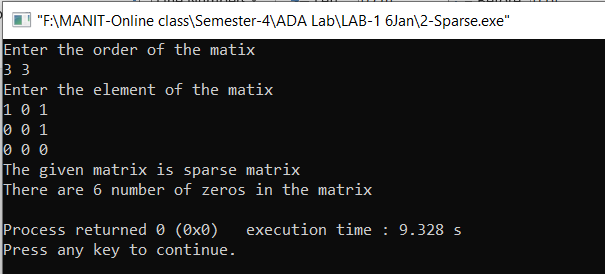 "F:\MANIT-Online class\Semester-4\ADA Lab\LAB-1 6Jan\2-Sparse.exe"
Enter the order of the matix
3 3
Enter the element of the matix
1 0 1
0 0 1
0 0 0
The given matrix is sparse matrix
There are 6 number of zeros in the matrix
Process returned 0 (0x0)   execution time : 9.328 s
Press any key to continue.